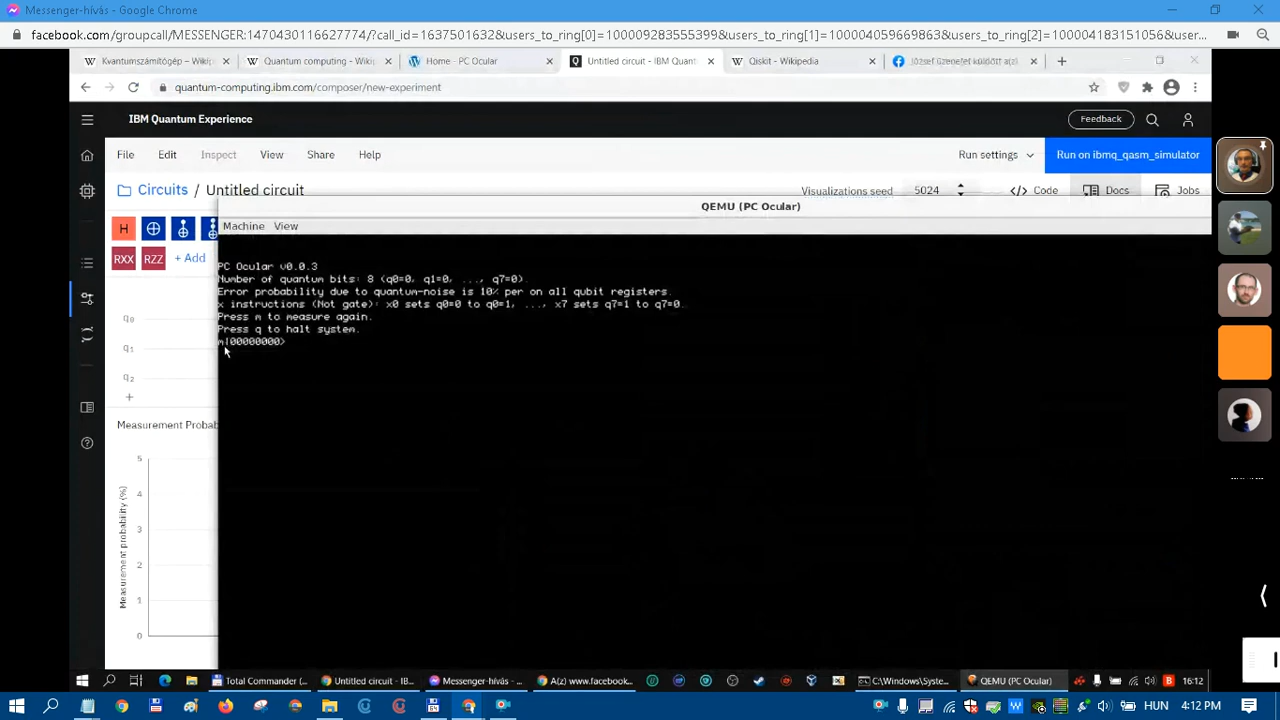 Messenger-hívás - Google Chrome
facebook.com/groupcall/MESSENGER:1470430116627774/?call_id=1637501632&users_to_ring[0]=100009283555399&users_to_ring[1]=100004059669863&users_to_ring[2]=100004183151056&user...
Kvantumszámítógép – Wikip
Quantum computing - Wikip
Home - PC Ocular
Untitled circuit - IBM Quant
Qiskit - Wikipedia
József üzenetet küldött
quantum-computing.ibm.com/composer/new-experiment
IBM Quantum Experience
Feedback
File Edit Inspect View Share Help
Run settings
Run on ibmq_qasm_simulator
Circuits / Untitled circuit
Visualizations seed 5024
Code
Docs
Jobs
QEMU (PC Ocular)
H
Machine View
RXX RZZ + Add
PC Ocular v0.0.3
Number of quantum bits: 8 (q0=0, q1=0, ..., q7=0).
Error probability due to quantum-noise is 10% per on all qubit registers.
x instructions (Not gate): x0 sets q0=0 to q0=1, ..., x7 sets q7=1 to q7=0.
Press m to measure again.
Press q to halt system.
m|00000000>
q0
q1
q2
+
Measurement Probab
Measurement probability (%)
5
4
3
2
1
0
Total Commander (...
Untitled circuit - IB...
Messenger-hívás - ...
A(z) www.facebook...
C:\Windows\Syste...
QEMU (PC Ocular)
16:12
HUN 4:12 PM